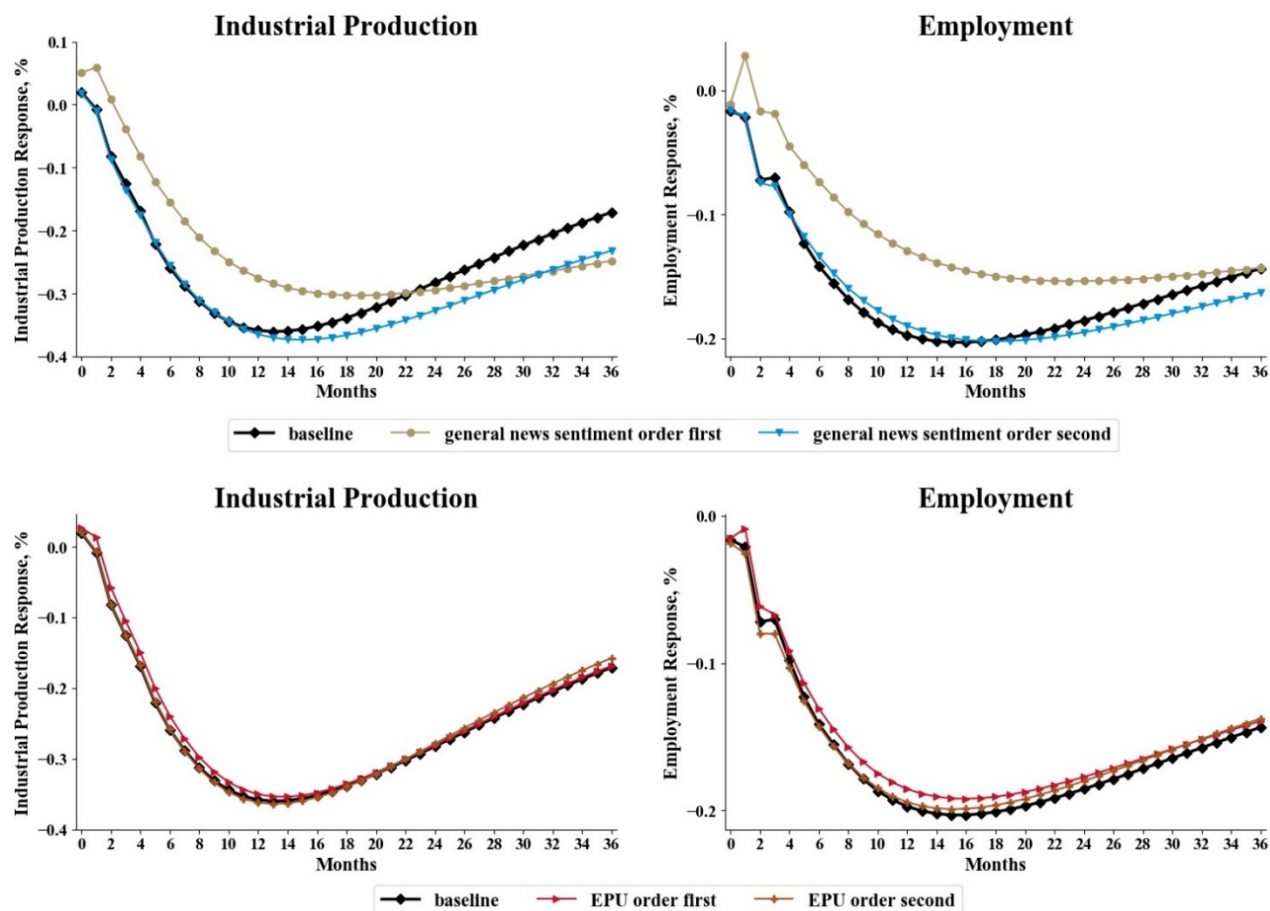 Industrial Production
Employment
Industrial Production Response, %
0.1
0.0
−0.1
−0.2
−0.3
−0.4
0 2 4 6 8 10 12 14 16 18 20 22 24 26 28 30 32 34 36
Months
Employment Response, %
0.0
−0.1
−0.2
0 2 4 6 8 10 12 14 16 18 20 22 24 26 28 30 32 34 36
Months
baseline general news sentiment order first general news sentiment order second
Industrial Production
Employment
Industrial Production Response, %
0.0
−0.1
−0.2
−0.3
−0.4
0 2 4 6 8 10 12 14 16 18 20 22 24 26 28 30 32 34 36
Months
Employment Response, %
0.0
−0.1
−0.2
0 2 4 6 8 10 12 14 16 18 20 22 24 26 28 30 32 34 36
Months
baseline EPU order first EPU order second